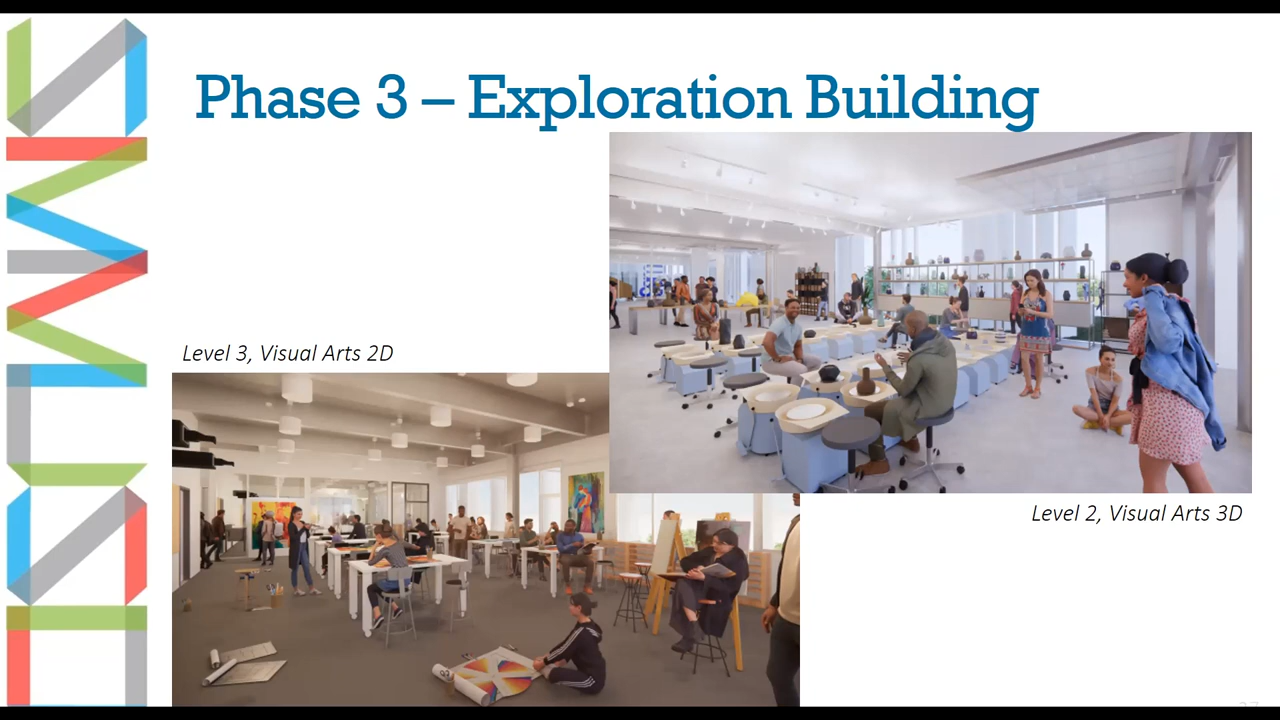 Phase 3 – Exploration Building
Level 3, Visual Arts 2D
Level 2, Visual Arts 3D